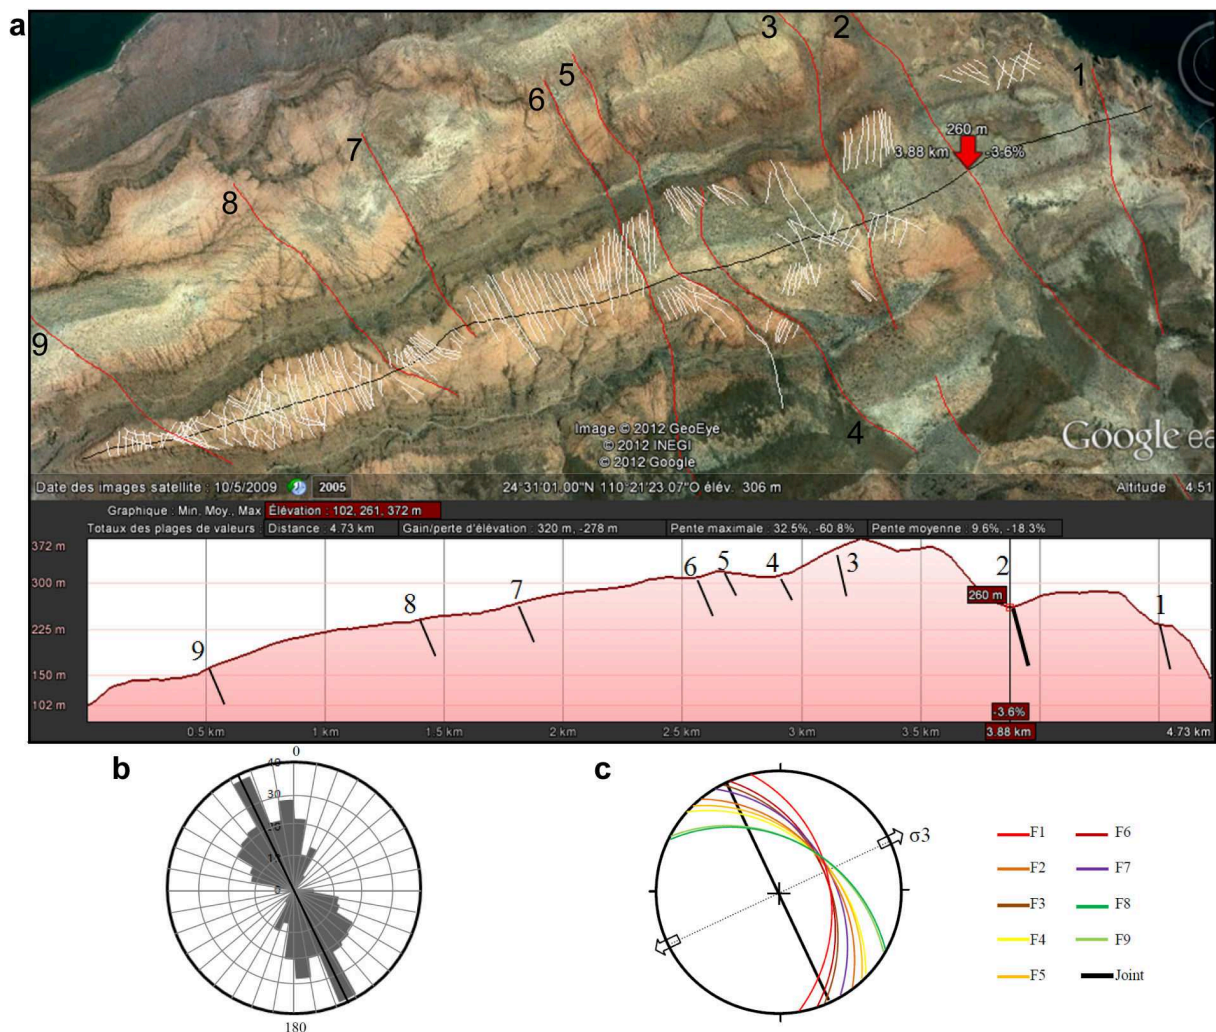 a
3
2
5
6
1
7
8
9
4
260 m
3.88 km
-3.6%
Image © 2012 GeoEye
© 2012 INEGI
© 2012 Google
Google ea
Date des images satellite : 10/5/2009
2005
24°31'01.00"N 110°21'23.07"O élév. 306 m
Altitude 4.51
Graphique : Min, Moy., Max Élévation : 102, 261, 372 m
Totaux des plages de valeurs : Distance : 4.73 km Gain/perte d'élévation : 320 m, -278 m Pente maximale : 32.5%, -60.8% Pente moyenne : 9.6%, -18.3%
372 m
300 m
225 m
150 m
102 m
9
8
7
6
5
4
3
2
1
260 m
-3.6%
0.5 km
1 km
1.5 km
2 km
2.5 km
3 km
3.5 km
3.88 km
4.73 km
b
0
40
30
0
180
c
σ3
F1
F6
F2
F7
F3
F8
F4
F9
F5
Joint